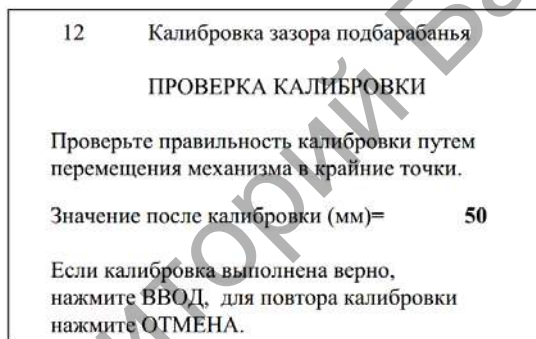 12 Калибровка зазора подбарабанья
ПРОВЕРКА КАЛИБРОВКИ
Проверьте правильность калибровки путем
перемещения механизма в крайние точки.
Значение после калибровки (мм)= 50
Если калибровка выполнена верно,
нажмите ВВОД, для повтора калибровки
нажмите ОТМЕНА.